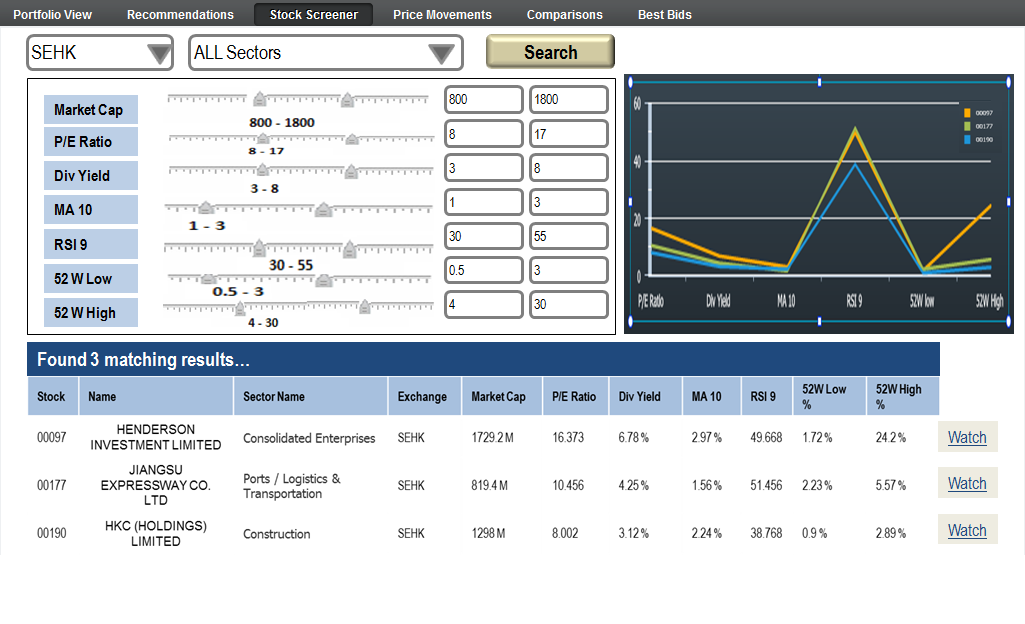 Portfolio View Recommendations Stock Screener Price Movements Comparisons Best Bids
SEHK ALL Sectors Search
Market Cap 800 - 1800 800 1800
P/E Ratio 8 - 17 8 17
Div Yield 3 - 8 3 8
MA 10 1 - 3 1 3
RSI 9 30 - 55 30 55
52 W Low 0.5 - 3 0.5 3
52 W High 4 - 30 4 30
60
40
20
0
00097
00177
00190
P/E Ratio Div Yield MA 10 RSI 9 52W low 52W High
Found 3 matching results…
Stock Name Sector Name Exchange Market Cap P/E Ratio Div Yield MA 10 RSI 9 52W Low % 52W High %
00097 HENDERSON INVESTMENT LIMITED Consolidated Enterprises SEHK 1729.2 M 16.373 6.78 % 2.97 % 49.668 1.72 % 24.2 % Watch
00177 JIANGSU EXPRESSWAY CO. LTD Ports / Logistics & Transportation SEHK 819.4 M 10.456 4.25 % 1.56 % 51.456 2.23 % 5.57 % Watch
00190 HKC (HOLDINGS) LIMITED Construction SEHK 1298 M 8.002 3.12 % 2.24 % 38.768 0.9 % 2.89 % Watch